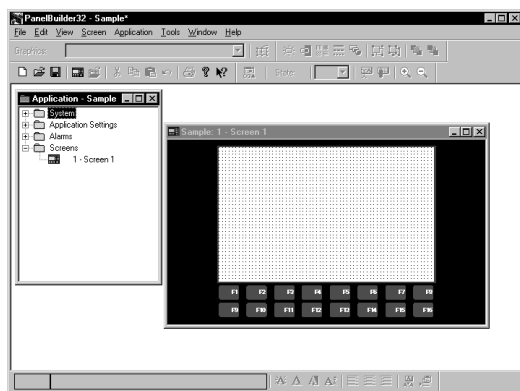 PanelBuilder32 - Sample*
File Edit View Screen Application Tools Window Help
Graphics:
State:
Application - Sample
System
Application Settings
Alarms
Screens
1 - Screen 1
Sample: 1 - Screen 1
F1 F2 F3 F4 F5 F6 F7 F8
F9 F10 F11 F12 F13 F14 F15 F16